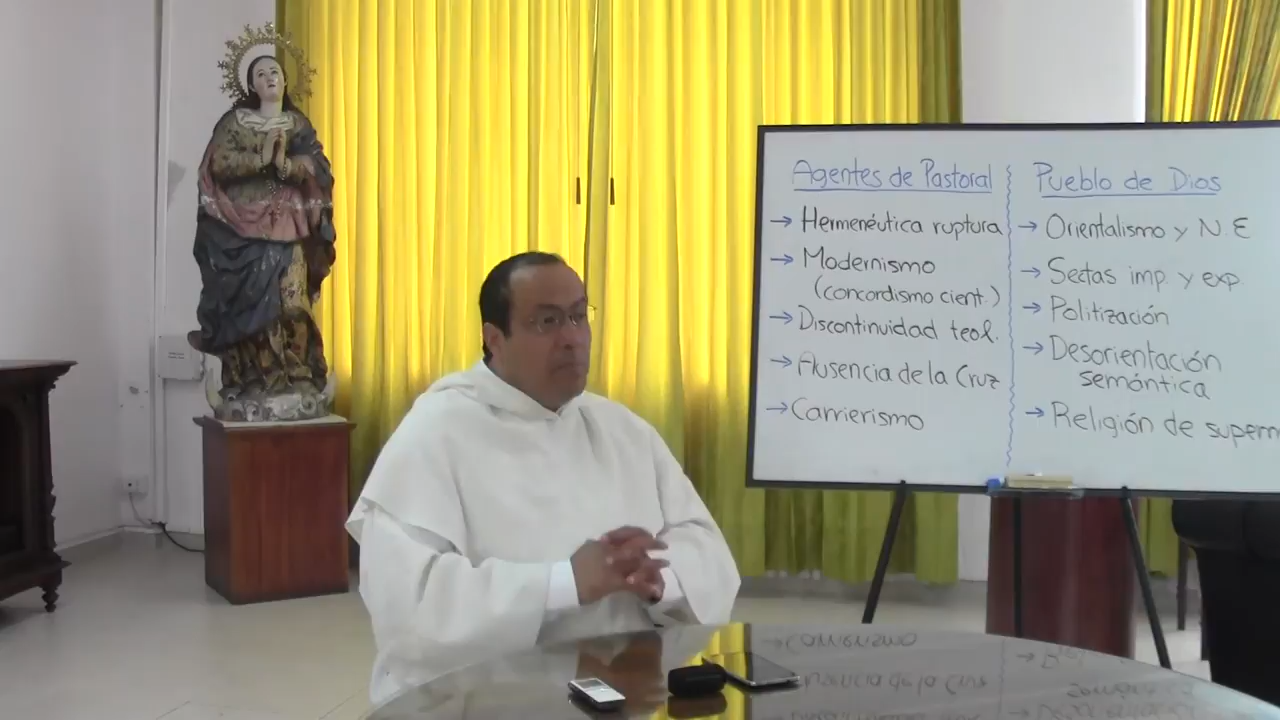 Agentes de Pastoral
→ Hermenéutica ruptura
→ Modernismo
(concordismo cient.)
→ Discontinuidad teol.
→ Ausencia de la Cruz
→ Carrierismo
Pueblo de Dios
→ Orientalismo y N.E
→ Sectas imp. y exp.
→ Politización
→ Desorientación
semántica
→ Religión de